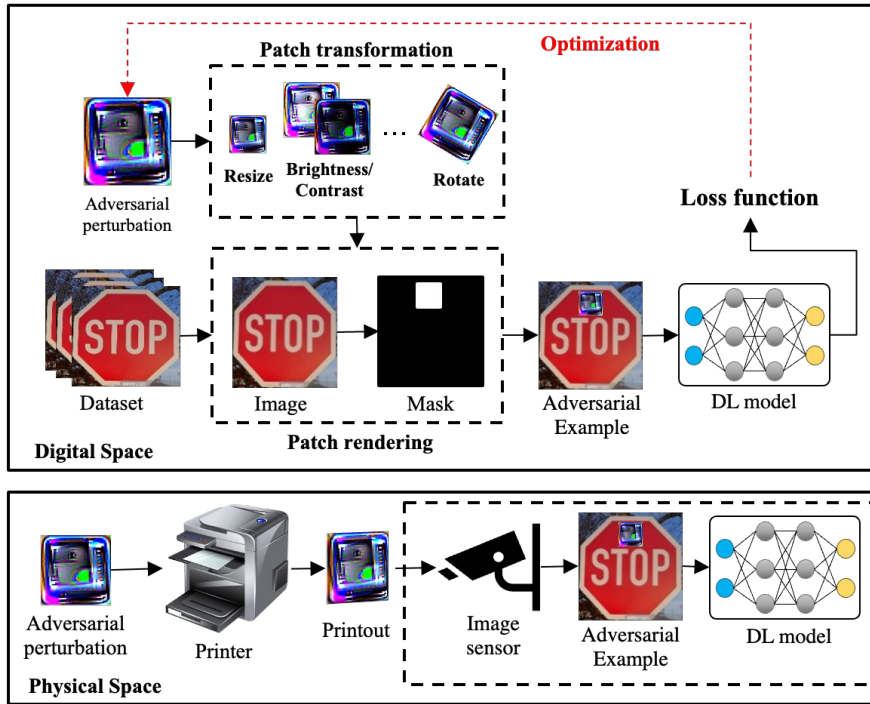 Patch transformation
Optimization
Resize
Brightness/
Contrast
...
Rotate
Adversarial
perturbation
Loss function
STOP
STOP
STOP
Dataset
Image
Mask
Adversarial
Example
DL model
Patch rendering
Digital Space
STOP
Adversarial
perturbation
Printer
Printout
Image
sensor
Adversarial
Example
DL model
Physical Space